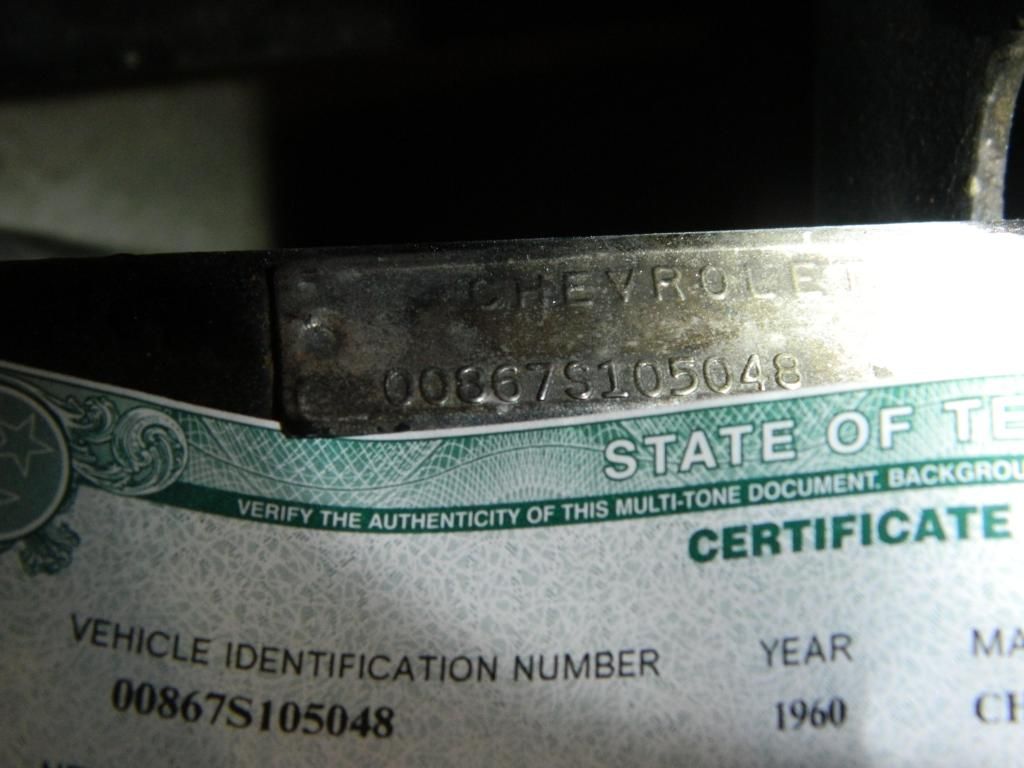 CHEVROLET
00867S105048
STATE OF TE
VERIFY THE AUTHENTICITY OF THIS MULTI-TONE DOCUMENT. BACKGROU
CERTIFICATE
VEHICLE IDENTIFICATION NUMBER YEAR MA
00867S105048 1960 CH